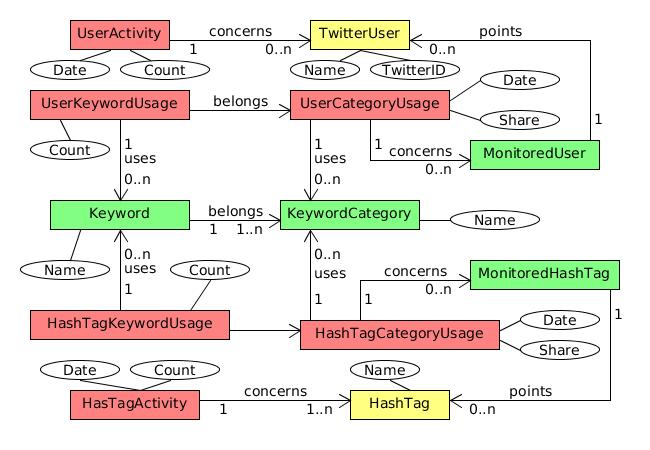 UserActivity
concerns
1
0..n
TwitterUser
points
0..n
Date
Count
Name
TwitterID
UserKeywordUsage
belongs
UserCategoryUsage
Date
Share
Count
1
uses
0..n
1
uses
0..n
1
concerns
0..n
1
MonitoredUser
Keyword
belongs
1
1..n
KeywordCategory
Name
Name
0..n
uses
1
Count
0..n
uses
1
concerns
0..n
1
MonitoredHashTag
1
HashTagKeywordUsage
HashTagCategoryUsage
Date
Share
Date
Count
Name
HasTagActivity
concerns
1
1..n
HashTag
points
0..n